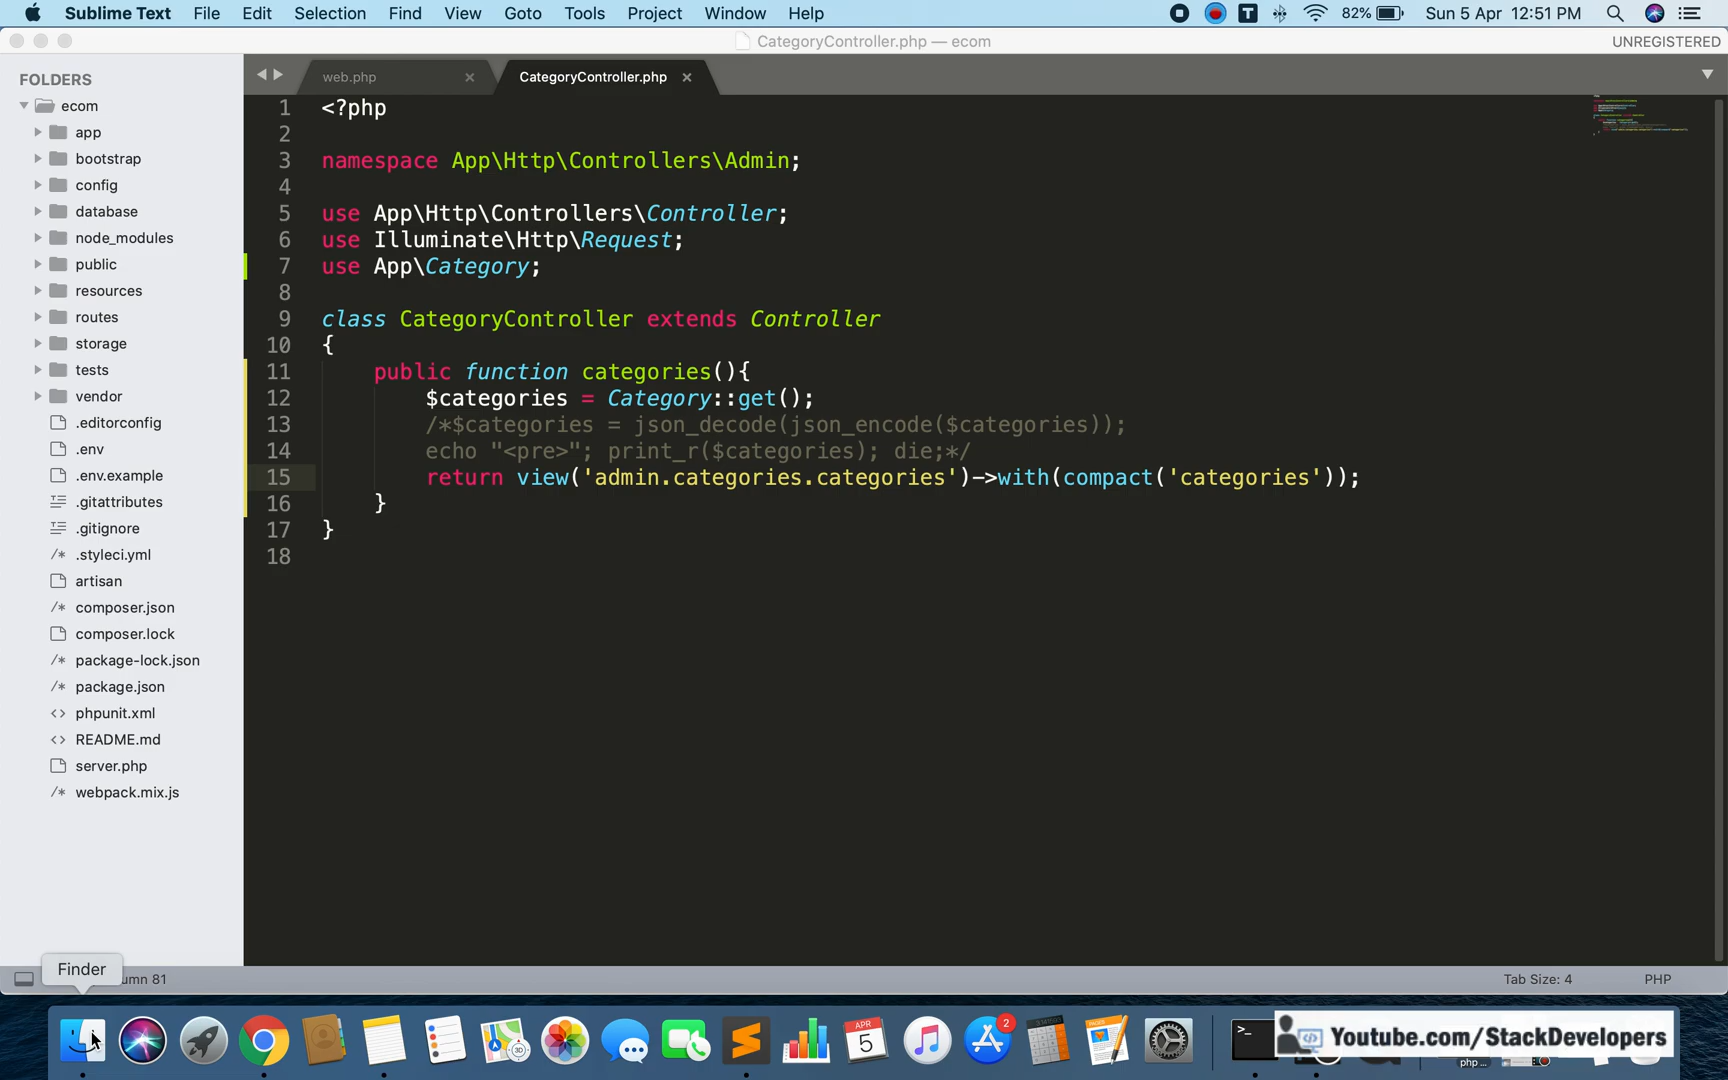 Sublime Text File Edit Selection Find View Goto Tools Project Window Help
T 82% Sun 5 Apr 12:51 PM
CategoryController.php — ecom UNREGISTERED
FOLDERS
ecom
app
bootstrap
config
database
node_modules
public
resources
routes
storage
tests
vendor
.editorconfig
.env
.env.example
.gitattributes
.gitignore
/* .styleci.yml
artisan
/* composer.json
composer.lock
/* package-lock.json
/* package.json
<> phpunit.xml
<> README.md
server.php
/* webpack.mix.js
web.php × CategoryController.php ×
1 <?php
2
3 namespace App\Http\Controllers\Admin;
4
5 use App\Http\Controllers\Controller;
6 use Illuminate\Http\Request;
7 use App\Category;
8
9 class CategoryController extends Controller
10 {
11 public function categories(){
12 $categories = Category::get();
13 /*$categories = json_decode(json_encode($categories));
14 echo "<pre>"; print_r($categories); die;*/
15 return view('admin.categories.categories')->with(compact('categories'));
16 }
17 }
18
Finder
umn 81 Tab Size: 4 PHP
3D
APR
5
2
PAGES
>_
Youtube.com/StackDevelopers
php ...